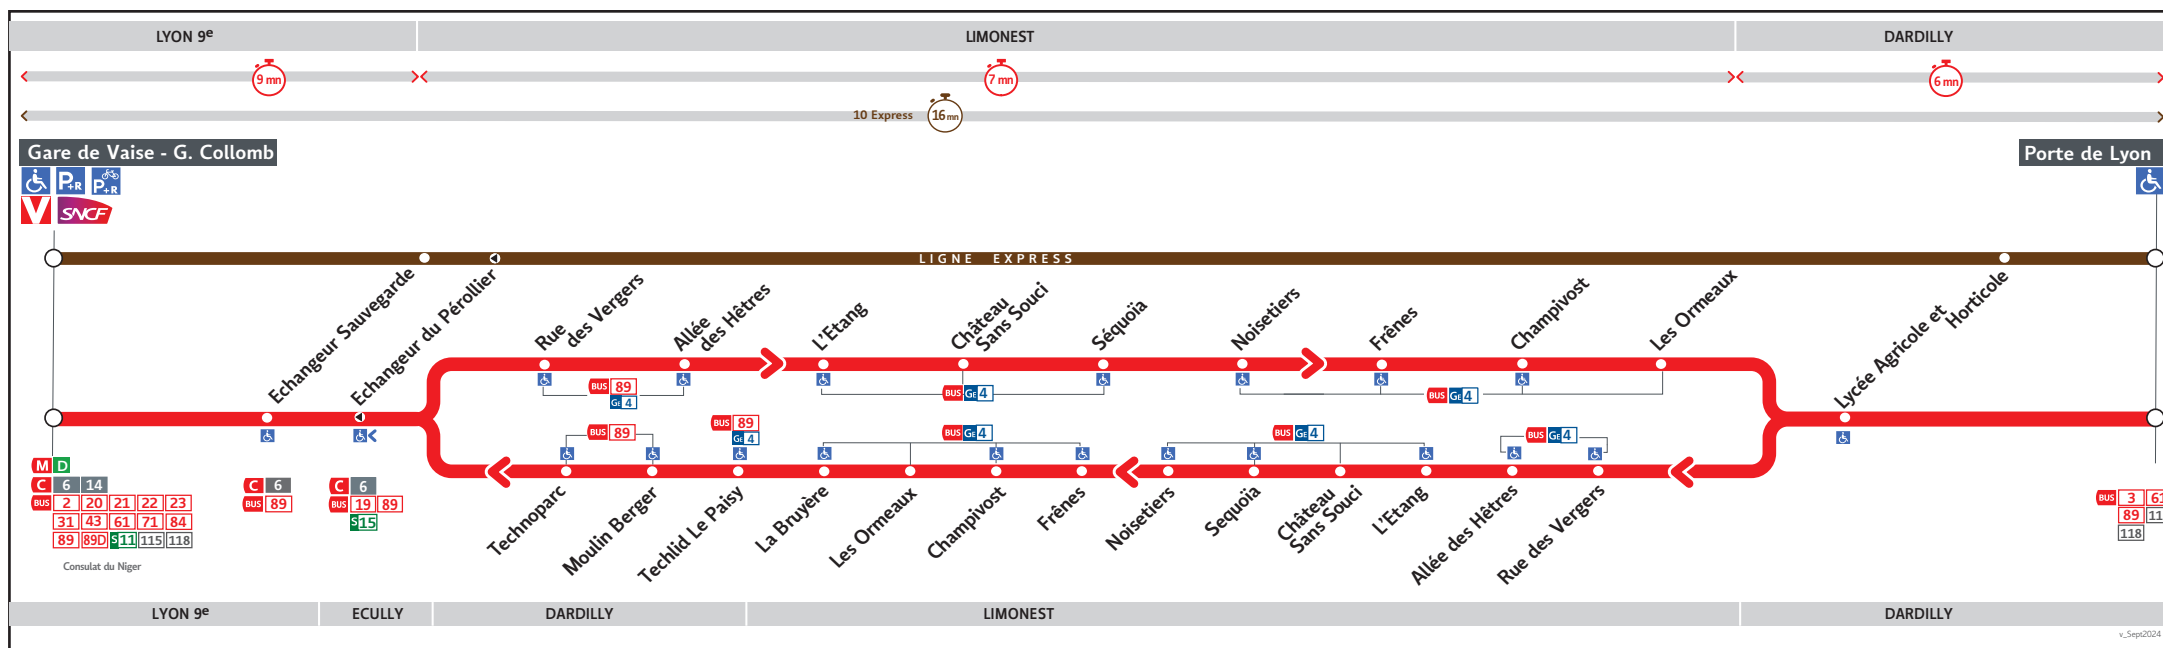 LYON 9e LIMONEST DARDILLY
9 mn 7 mn 6 mn
10 Express 16 mn
Gare de Vaise - G. Collomb
Porte de Lyon
P+R P+R
V SNCF
LIGNE EXPRESS
Echangeur Sauvegarde
Echangeur du Pérollier
Rue
des Vergers
Allée
des Hêtres
L'Etang
Château
Sans Souci
Séquoïa
Noisetiers
Frênes
Champivost
Les Ormeaux
Lycée Agricole et
Horticole
BUS 89
GE 4
BUS GE 4
BUS GE 4
BUS 89
BUS 89
GE 4
BUS GE 4
BUS GE 4
BUS GE 4
Technoparc
Moulin Berger
Techlid Le Paisy
La Bruyère
Les Ormeaux
Champivost
Frênes
Noisetiers
Sequoïa
Château
Sans Souci
L'Etang
Allée des Hêtres
Rue des Vergers
M D
C 6 14
BUS 2 20 21 22 23
31 43 61 71 84
89 89D S11 115 118
Consulat du Niger
C 6
BUS 89
C 6
BUS 19 89
S15
BUS 3 61
89 11
118
LYON 9e ECULLY DARDILLY LIMONEST DARDILLY
v_Sept2024